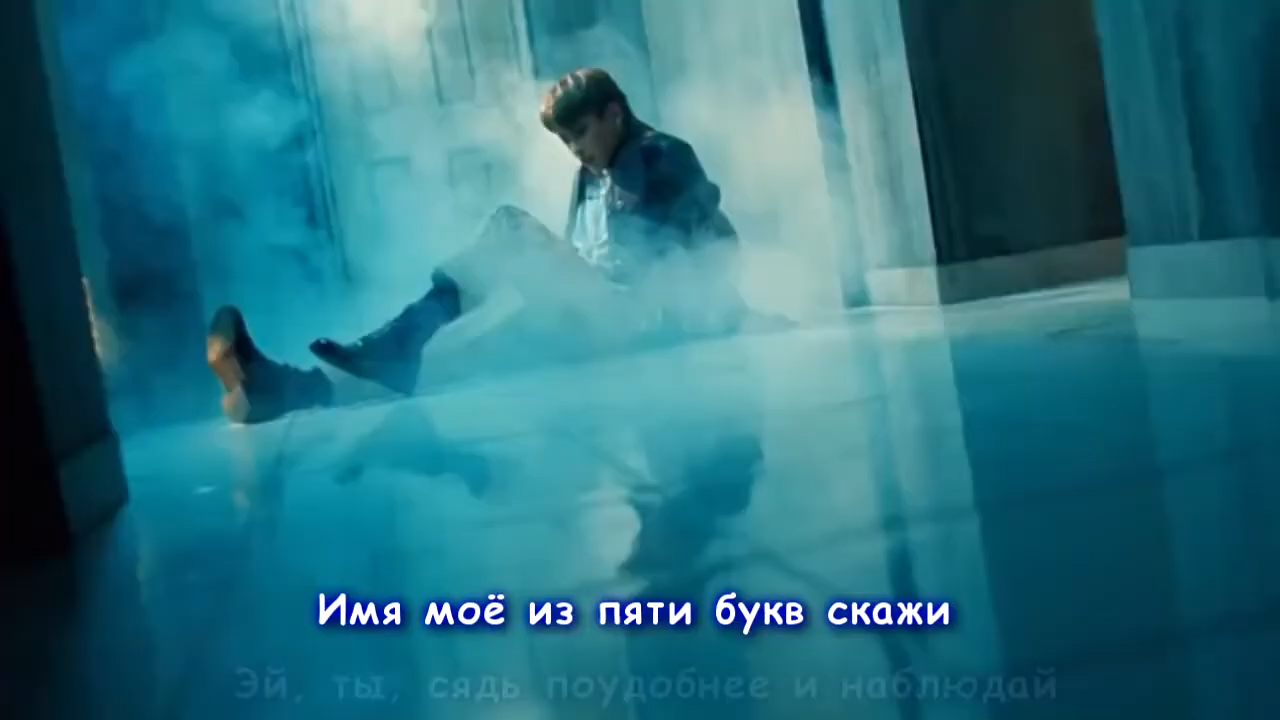 Имя моё из пяти букв скажи
Эй, ты, сядь поудобнее и наблюдай